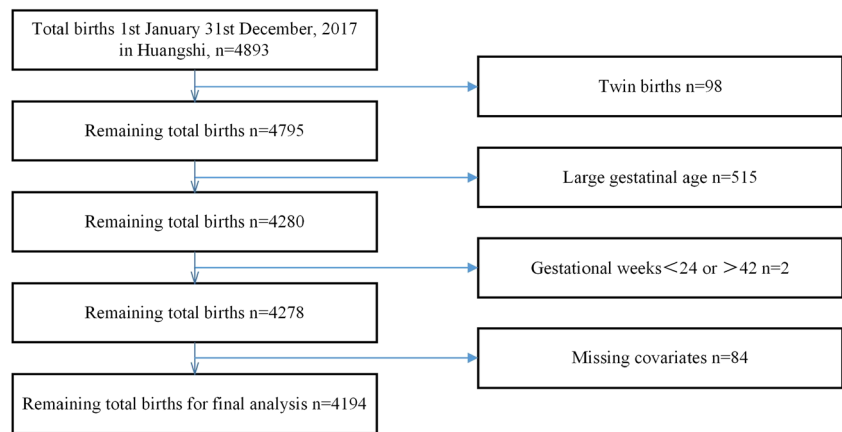 Total births 1st January 31st December, 2017
in Huangshi, n=4893
Twin births n=98
Remaining total births n=4795
Large gestatinal age n=515
Remaining total births n=4280
Gestational weeks＜24 or ＞42 n=2
Remaining total births n=4278
Missing covariates n=84
Remaining total births for final analysis n=4194